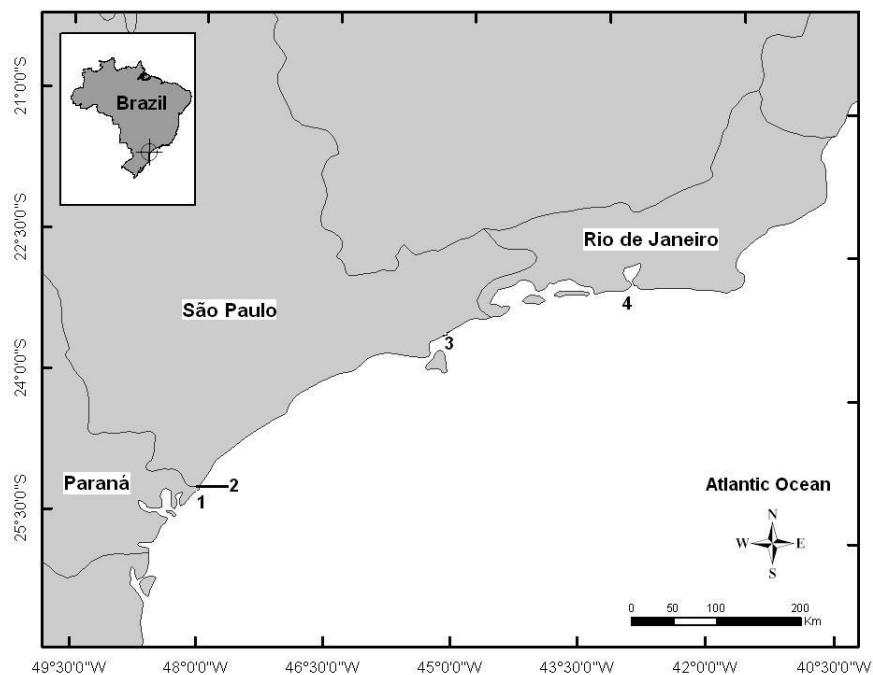 Brazil
21°0'0"S
22°30'0"S
24°0'0"S
25°30'0"S
Rio de Janeiro
São Paulo
4
3
Paraná
2
1
Atlantic Ocean
N
W E
S
0 50 100 200
Km
49°30'0"W 48°0'0"W 46°30'0"W 45°0'0"W 43°30'0"W 42°0'0"W 40°30'0"W